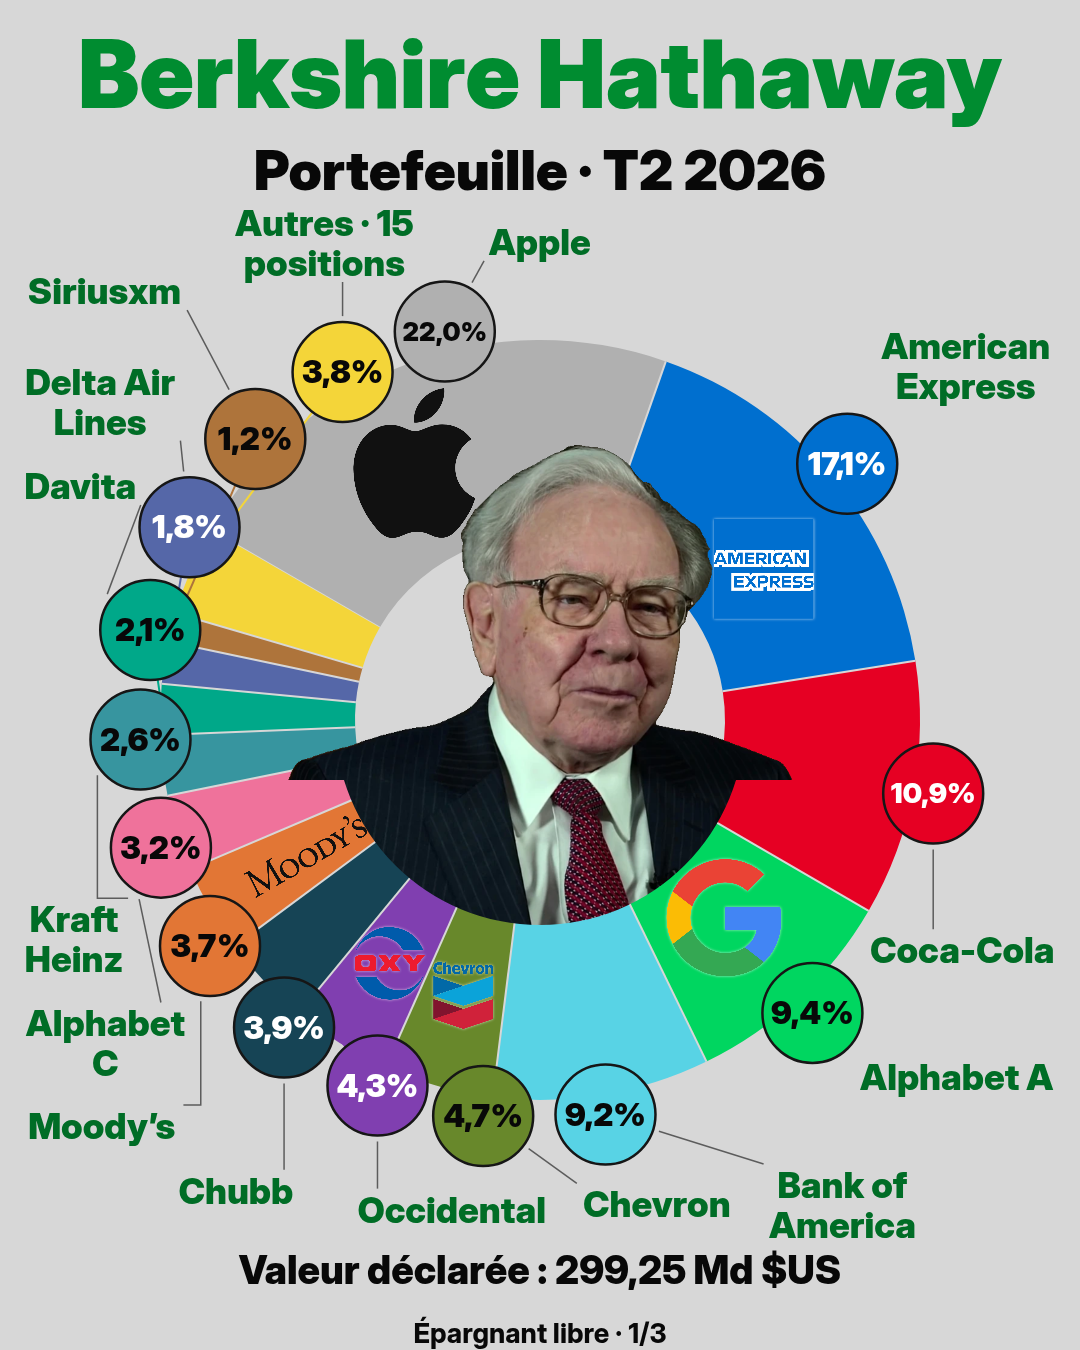 Berkshire Hathaway
Portefeuille · T2 2026
Autres · 15
positions
Apple
Siriusxm
22,0%
American
Express
3,8%
Delta Air
Lines
1,2%
17,1%
Davita
1,8%
AMERICAN
EXPRESS
2,1%
2,6%
10,9%
3,2%
MOODY'S
Kraft
Heinz
3,7%
Coca-Cola
OXY
Chevron
Alphabet
C
3,9%
9,4%
4,3%
4,7%
9,2%
Alphabet A
Moody’s
Chubb
Occidental
Chevron
Bank of
America
Valeur déclarée : 299,25 Md $US
Épargnant libre · 1/3